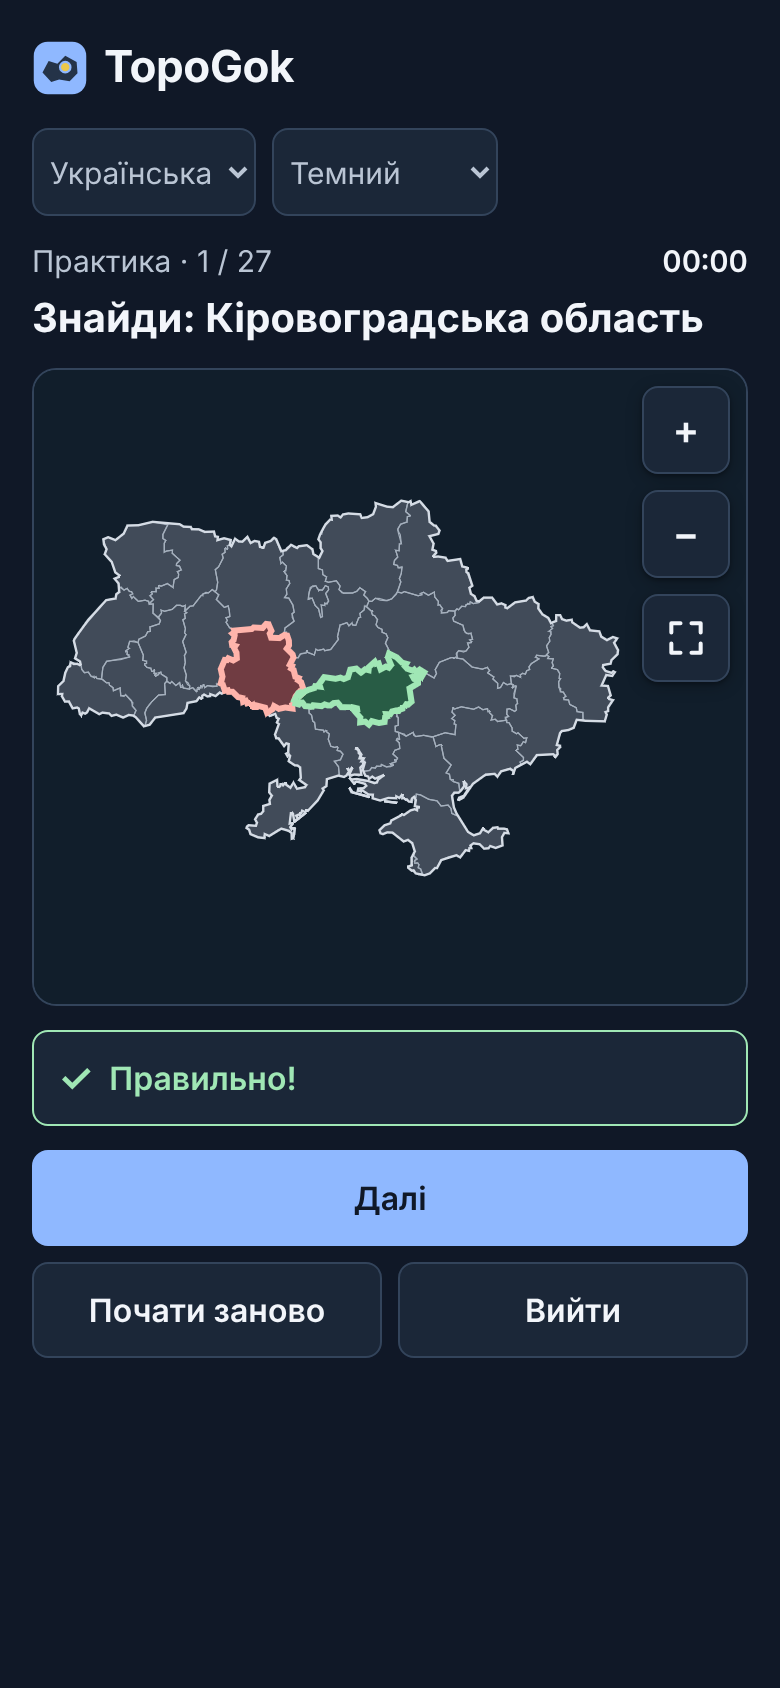 TopoGok
Українська
Темний
Практика · 1 / 27
00:00
Знайди: Кіровоградська область
+
−
Правильно!
Далі
Почати заново
Вийти